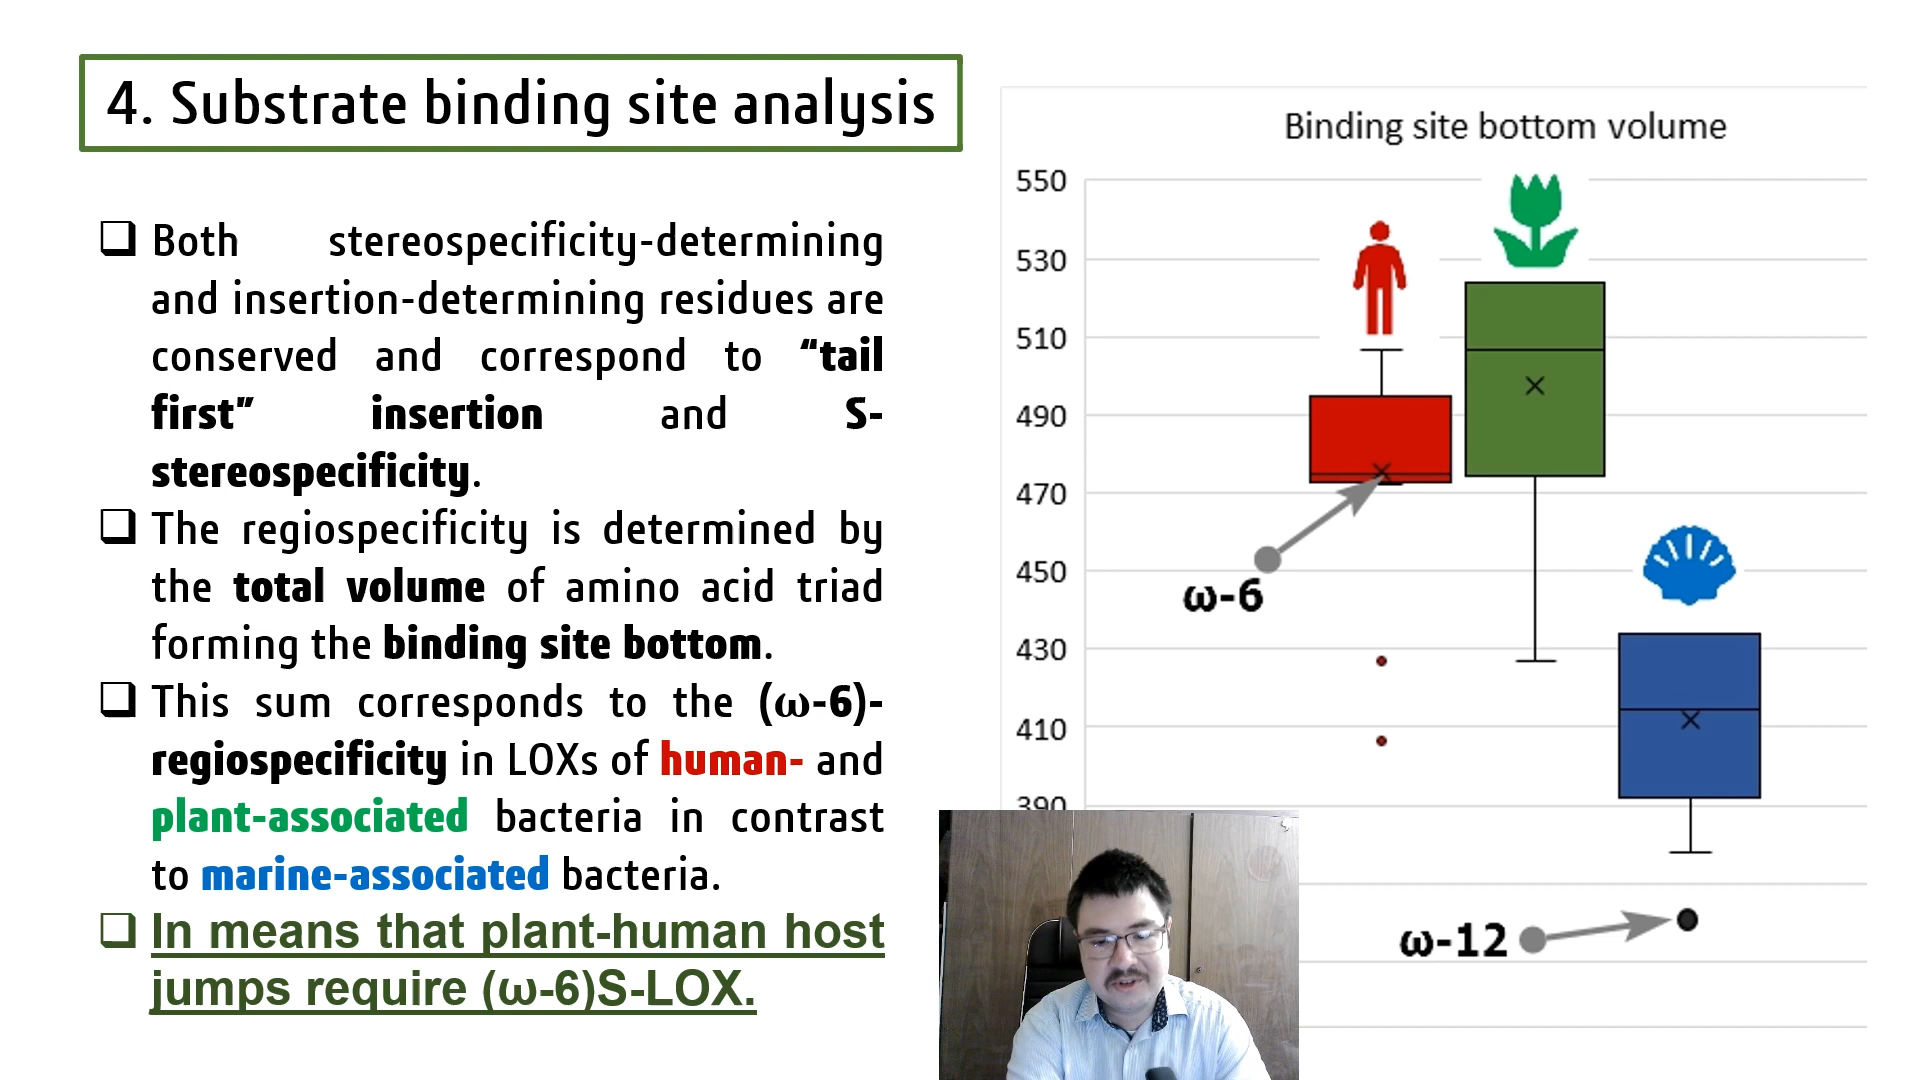 4. Substrate binding site analysis
Both stereospecificity-determining
and insertion-determining residues are
conserved and correspond to “tail
first” insertion and S-
stereospecificity.
The regiospecificity is determined by
the total volume of amino acid triad
forming the binding site bottom.
This sum corresponds to the (ω-6)-
regiospecificity in LOXs of human- and
plant-associated bacteria in contrast
to marine-associated bacteria.
In means that plant-human host
jumps require (ω-6)S-LOX.
Binding site bottom volume
550
530
510
490
470
450
430
410
390
ω-6
ω-12